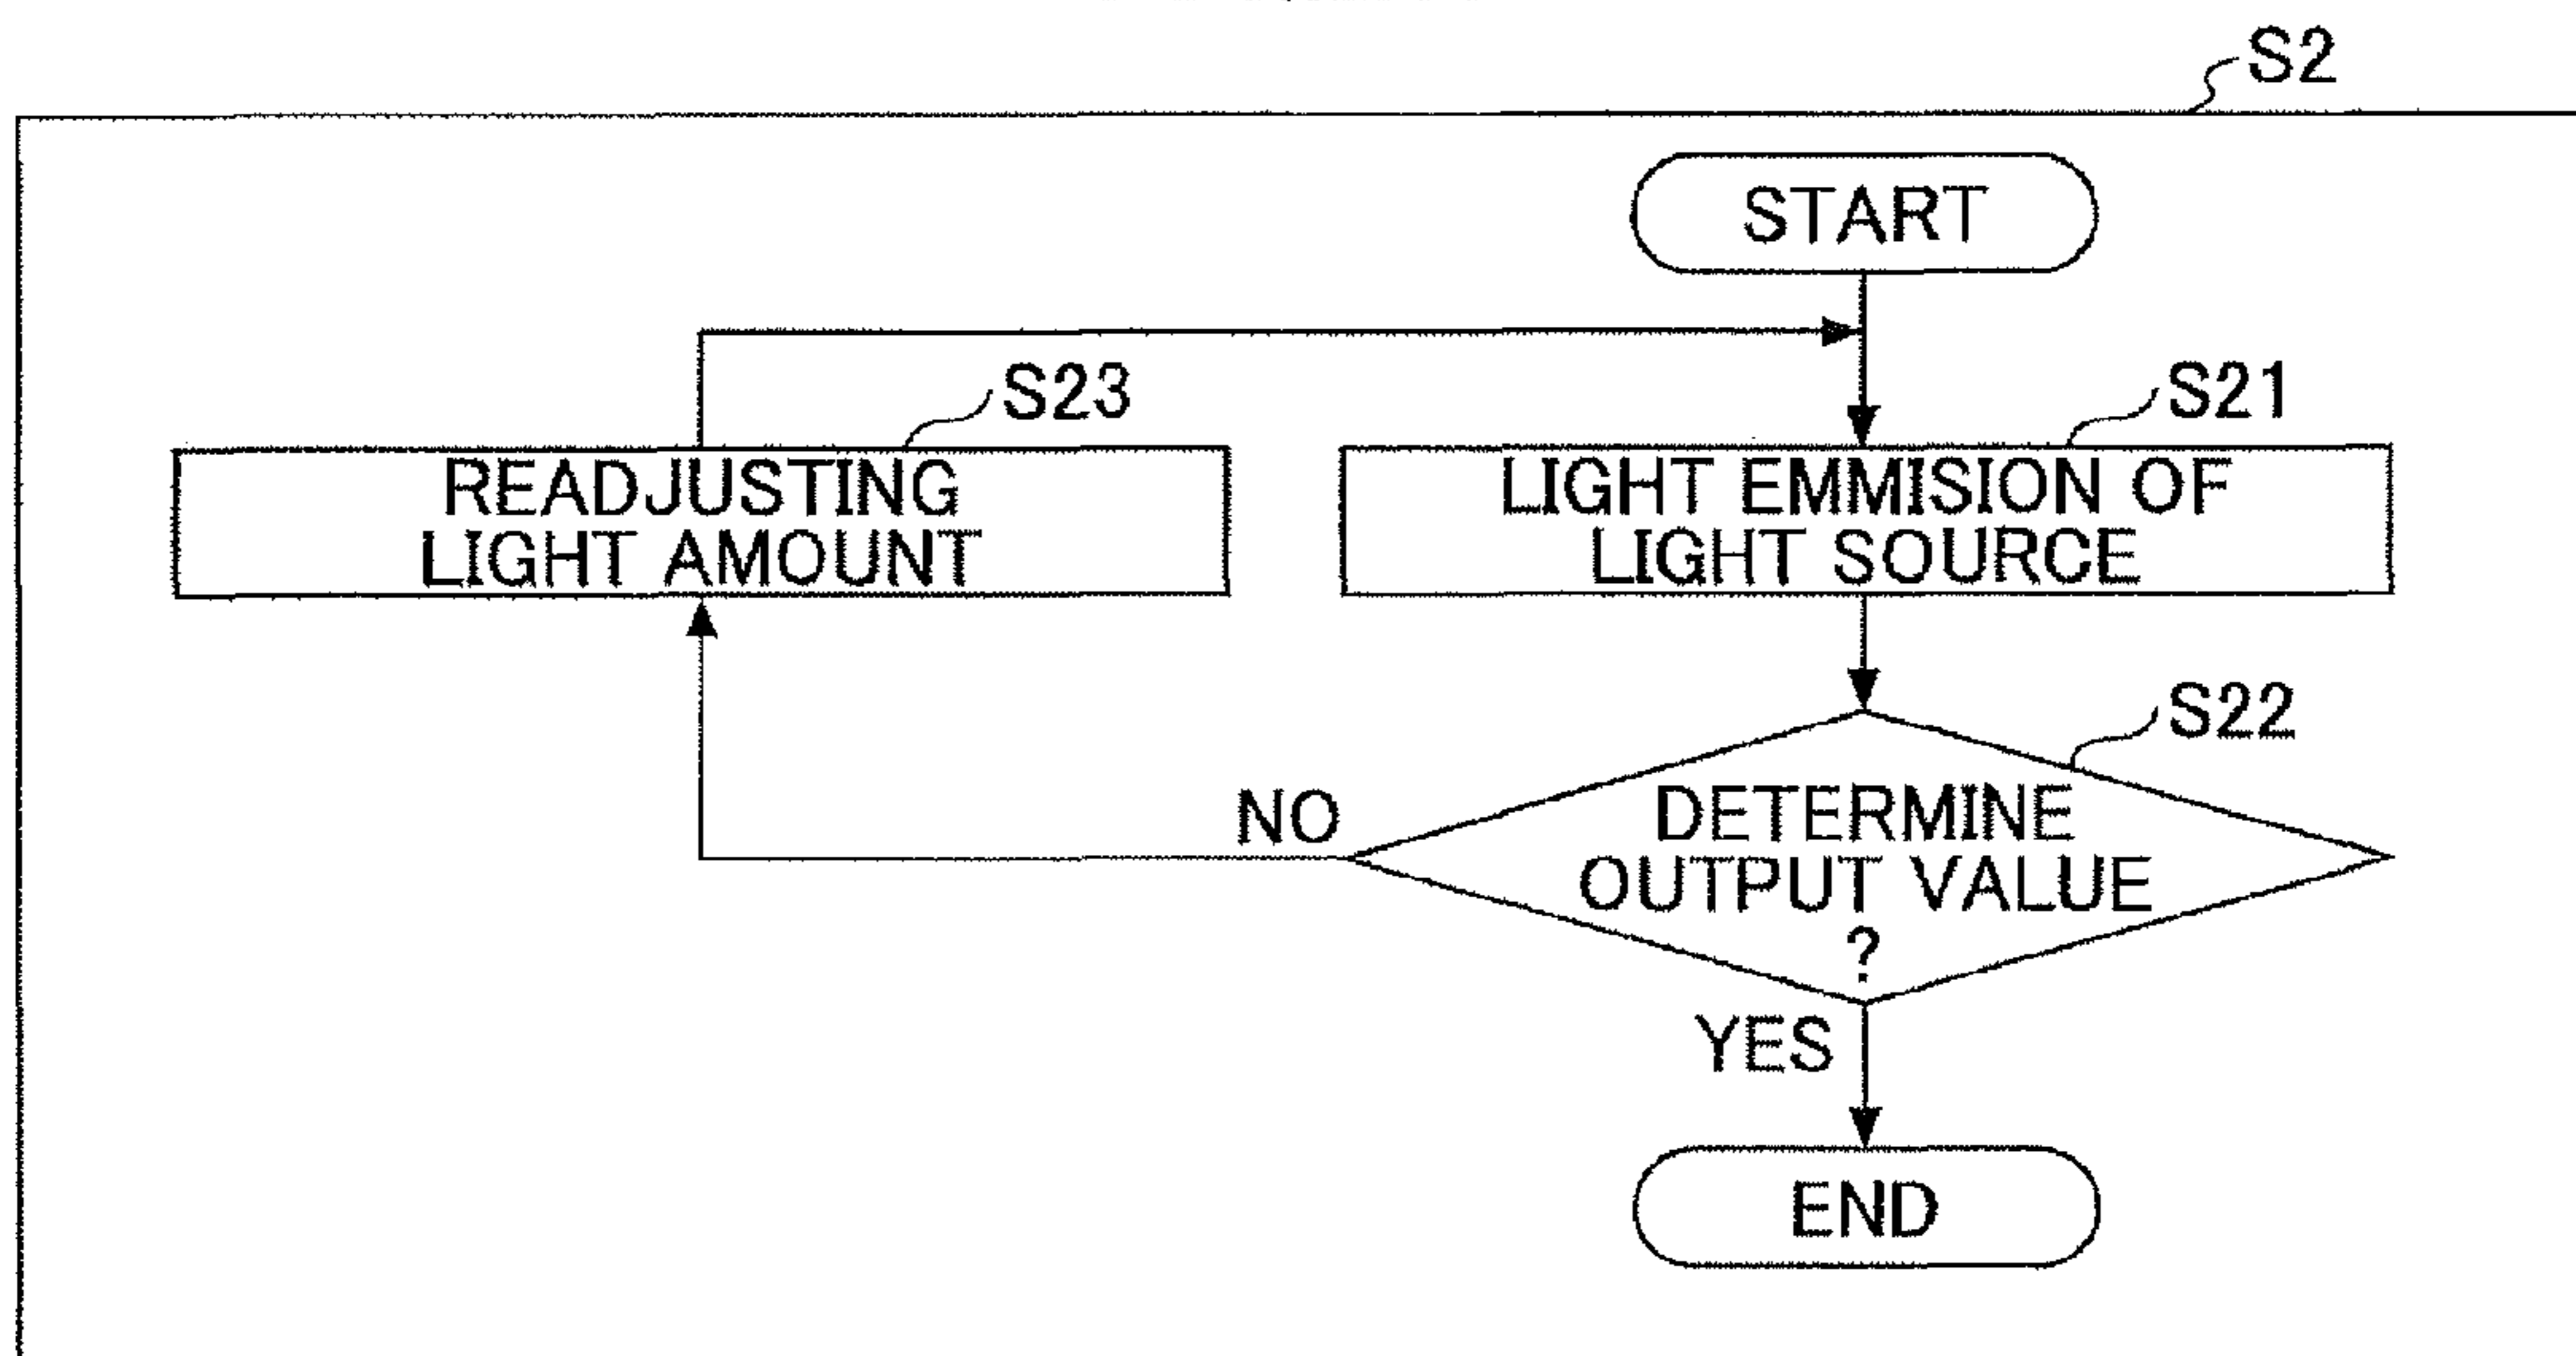 S2
START
S23
S21
READJUSTING
LIGHT AMOUNT
LIGHT EMMISION OF
LIGHT SOURCE
S22
NO
DETERMINE
OUTPUT VALUE
?
YES
END